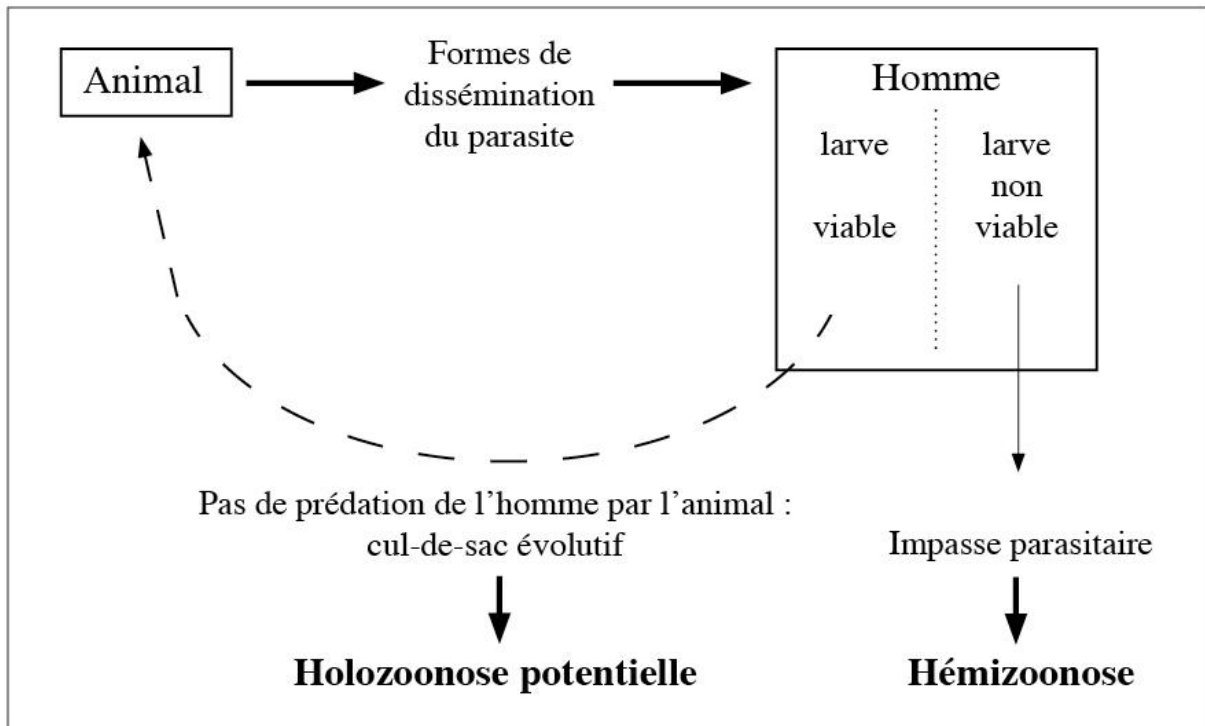 Animal
Formes de
dissémination
du parasite
Homme
larve
viable
larve
non
viable
Pas de prédation de l'homme par l'animal :
cul-de-sac évolutif
Impasse parasitaire
Holozoonose potentielle
Hémizoonose